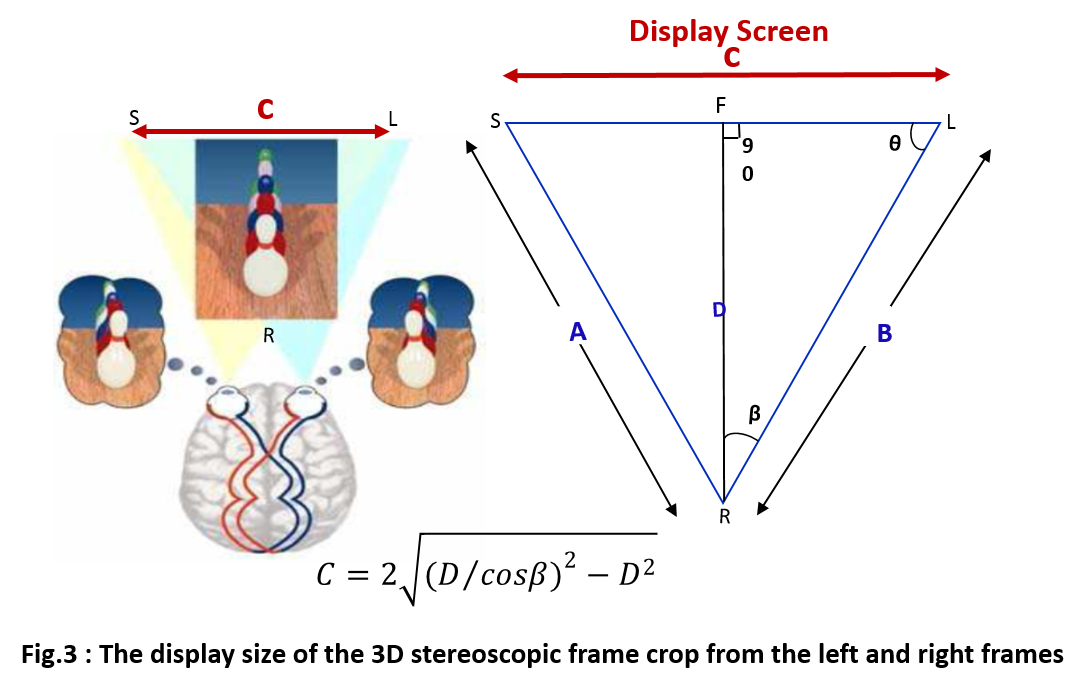 Display Screen
C
S
C
L
R
S
F
L
9
0
θ
D
A
B
β
R
C = 2√(D/cosβ)² − D²
Fig.3 : The display size of the 3D stereoscopic frame crop from the left and right frames